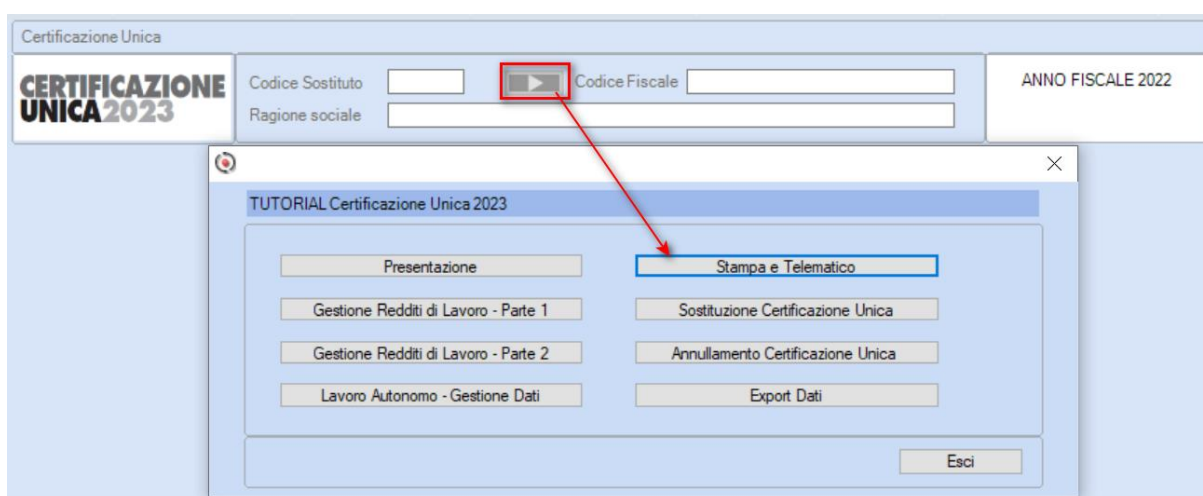 Certificazione Unica
CERTIFICAZIONE
UNICA2023
Codice Sostituto
Codice Fiscale
Ragione sociale
ANNO FISCALE 2022
TUTORIAL Certificazione Unica 2023
Presentazione
Stampa e Telematico
Gestione Redditi di Lavoro - Parte 1
Sostituzione Certificazione Unica
Gestione Redditi di Lavoro - Parte 2
Annullamento Certificazione Unica
Lavoro Autonomo - Gestione Dati
Export Dati
Esci